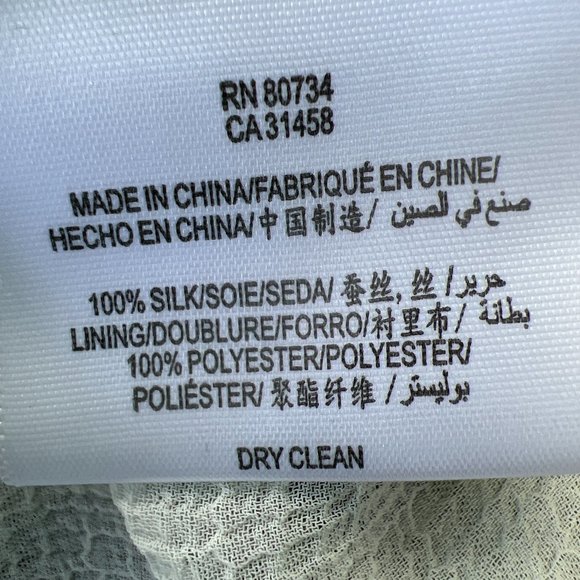 RN 80734
CA 31458
MADE IN CHINA/FABRIQUÉ EN CHINE/
HECHO EN CHINA/中国制造/ صنع في الصين
100% SILK/SOIE/SEDA/ 蚕丝, 丝 / حرير/
LINING/DOUBLURE/FORRO/衬里布/ بطانة/
100% POLYESTER/POLYESTER/
POLIÉSTER/ 聚酯纤维 / بوليستر
DRY CLEAN